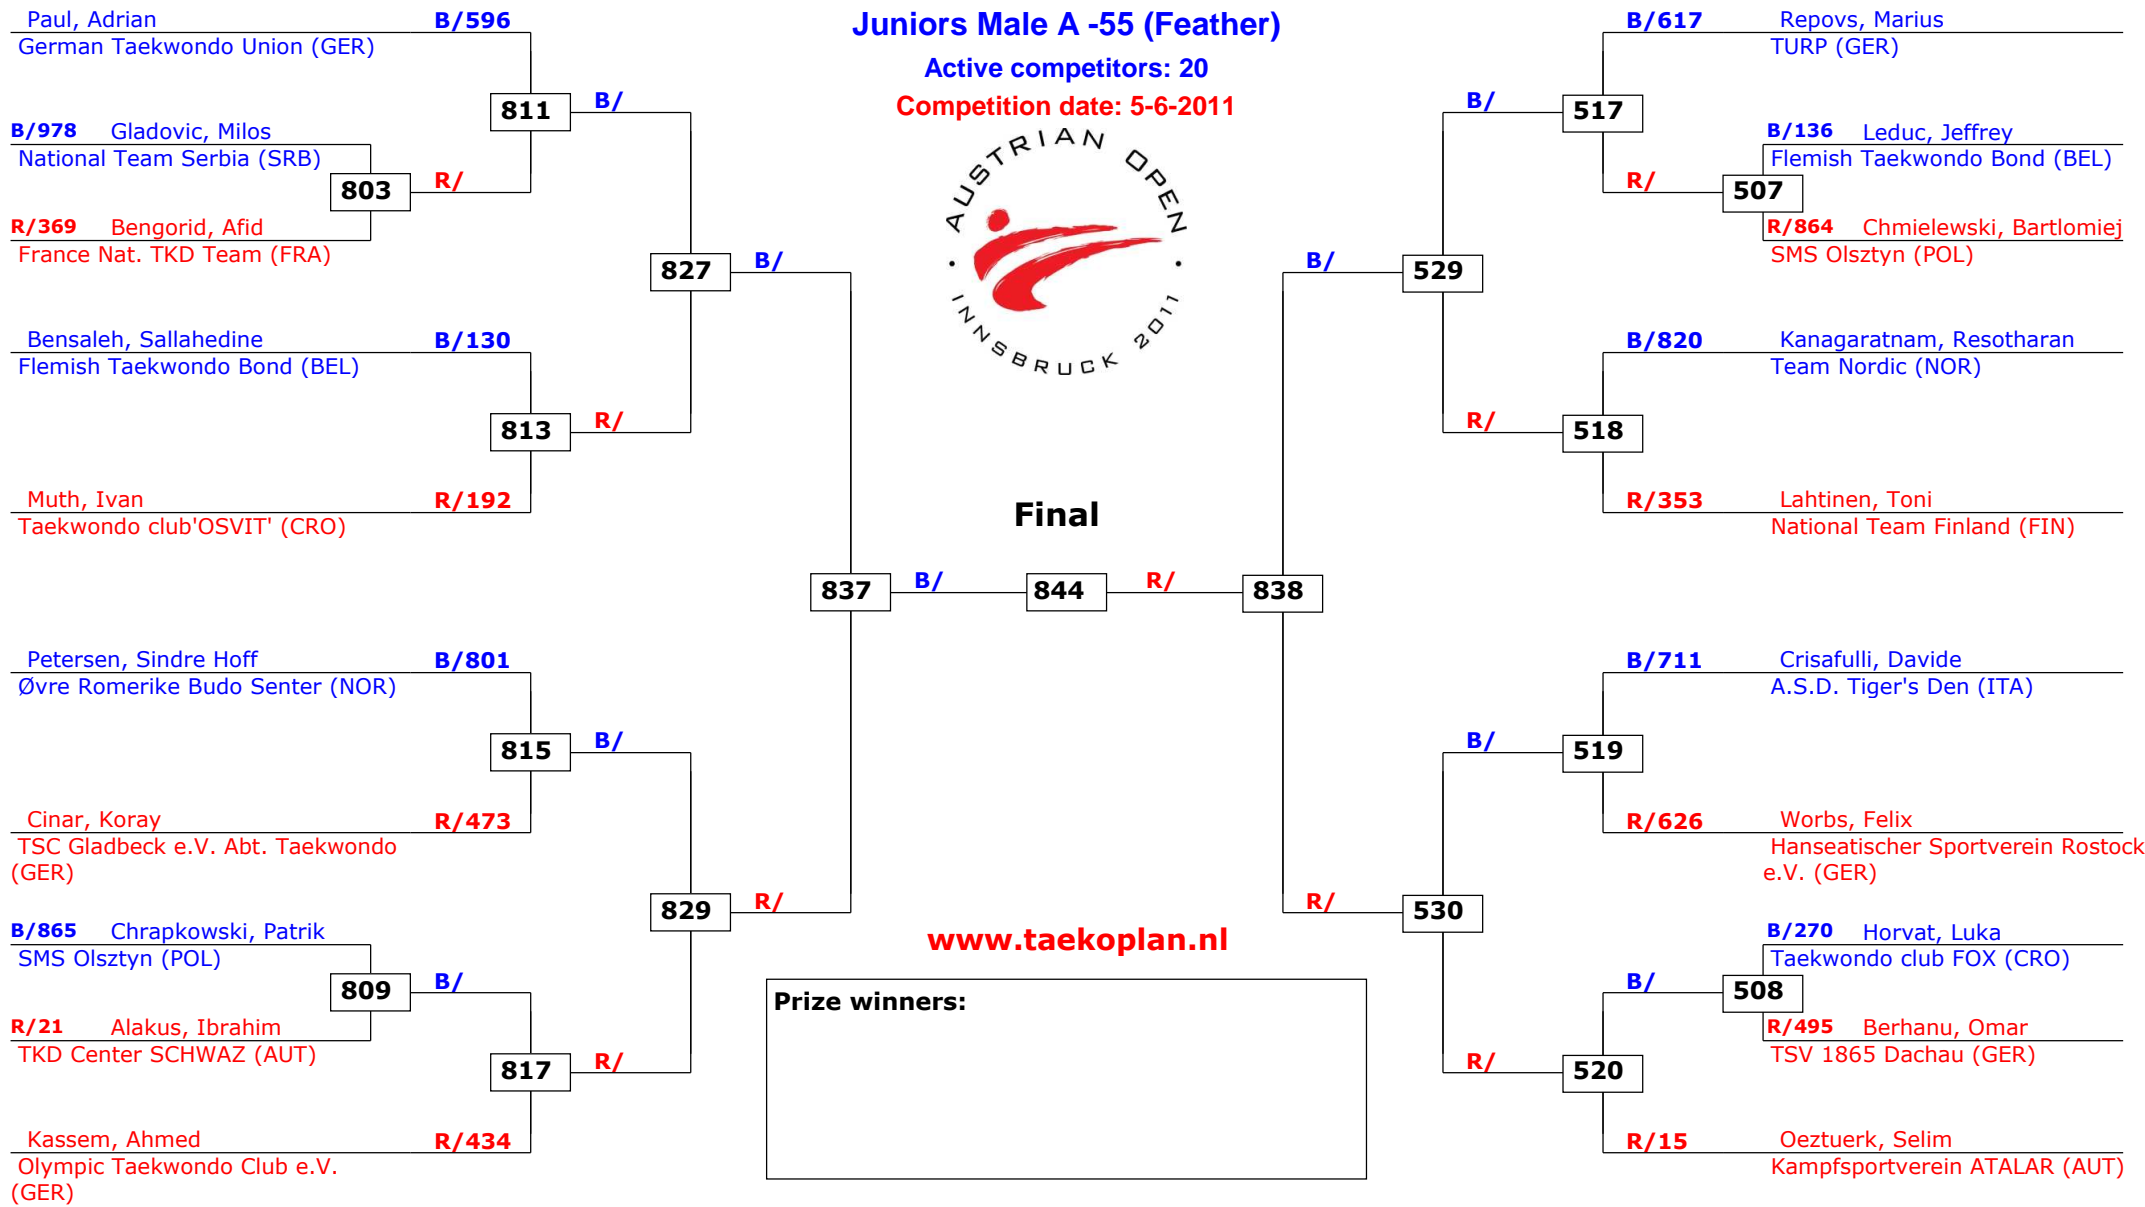 Juniors Male A -55 (Feather)
Active competitors: 20
Competition date: 5-6-2011
AUSTRIAN OPEN
INNSBRUCK 2011
Paul, Adrian B/596
German Taekwondo Union (GER)
811 B/
B/978 Gladovic, Milos
National Team Serbia (SRB)
803 R/
R/369 Bengorid, Afid
France Nat. TKD Team (FRA)
827 B/
Bensaleh, Sallahedine B/130
Flemish Taekwondo Bond (BEL)
813 R/
Muth, Ivan R/192
Taekwondo club'OSVIT' (CRO)
837 B/
Petersen, Sindre Hoff B/801
Øvre Romerike Budo Senter (NOR)
815 B/
Cinar, Koray R/473
TSC Gladbeck e.V. Abt. Taekwondo
(GER)
829 R/
B/865 Chrapkowski, Patrik
SMS Olsztyn (POL)
809 B/
R/21 Alakus, Ibrahim
TKD Center SCHWAZ (AUT)
817 R/
Kassem, Ahmed R/434
Olympic Taekwondo Club e.V.
(GER)
Final
844
B/617 Repovs, Marius
TURP (GER)
B/ 517
B/136 Leduc, Jeffrey
Flemish Taekwondo Bond (BEL)
R/ 507
R/864 Chmielewski, Bartlomiej
SMS Olsztyn (POL)
B/ 529
B/820 Kanagaratnam, Resotharan
Team Nordic (NOR)
R/ 518
R/353 Lahtinen, Toni
National Team Finland (FIN)
R/ 838
B/711 Crisafulli, Davide
A.S.D. Tiger's Den (ITA)
B/ 519
R/626 Worbs, Felix
Hanseatischer Sportverein Rostock
e.V. (GER)
R/ 530
B/270 Horvat, Luka
Taekwondo club FOX (CRO)
B/ 508
R/495 Berhanu, Omar
TSV 1865 Dachau (GER)
R/ 520
R/15 Oeztuerk, Selim
Kampfsportverein ATALAR (AUT)
www.taekoplan.nl
Prize winners: